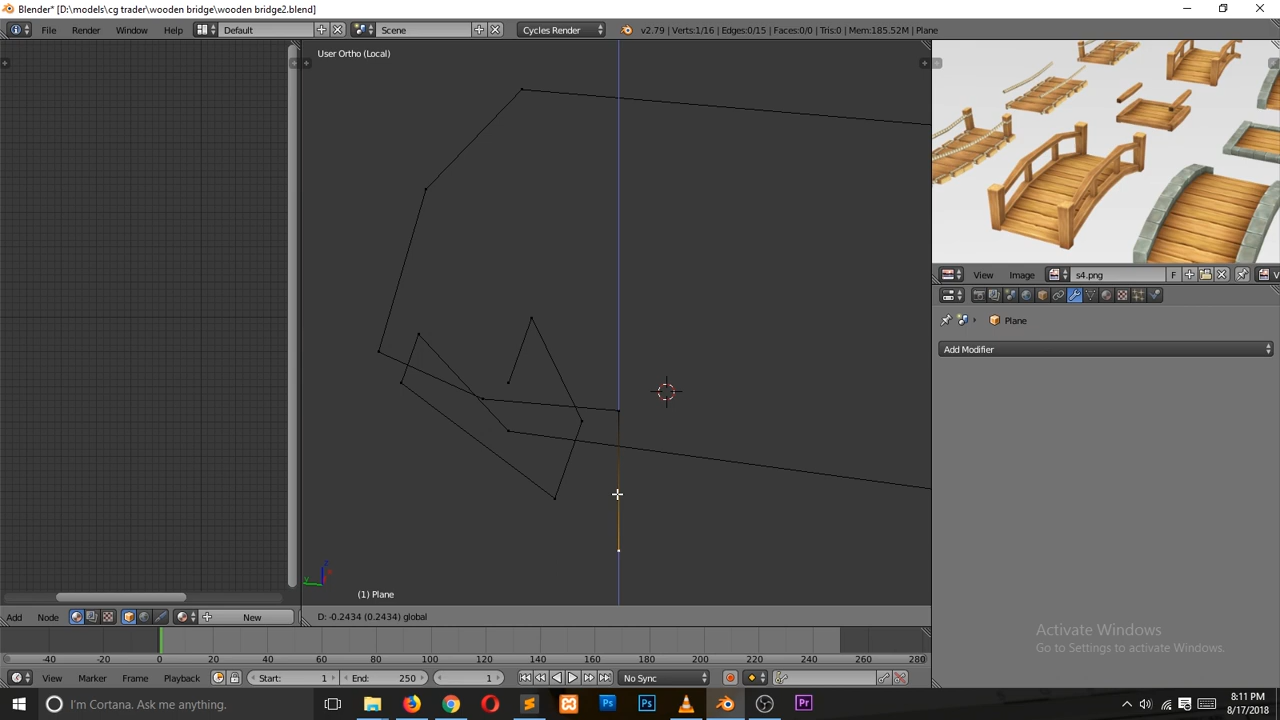 Blender* [D:\models\cg trader\wooden bridge\wooden bridge2.blend]
File Render Window Help Default Scene Cycles Render v2.79 | Verts:1/16 | Edges:0/15 | Faces:0/0 | Tris:0 | Mem:185.52M | Plane
User Ortho (Local)
View Image s4.png F
Plane
Add Modifier
(1) Plane
Add Node New D: -0.2434 (0.2434) global
Activate Windows
Go to Settings to activate Windows.
-40 -20 0 20 40 60 80 100 120 140 160 180 200 220 240 260 280
Marker Frame Playback Start: 1 End: 250 1 No Sync
View
I'm Cortana. Ask me anything.
8:11 PM
8/17/2018